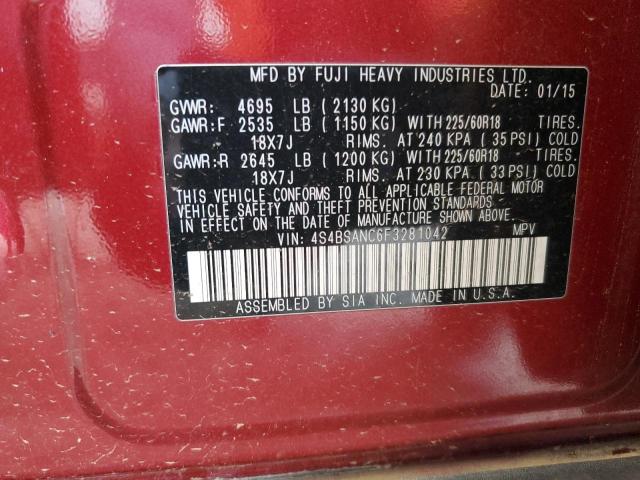 MFD BY FUJI HEAVY INDUSTRIES LTD.
DATE: 01/15
GVWR: 4695 LB ( 2130 KG)
GAWR:F 2535 LB ( 1150 KG) WITH 225/60R18 TIRES.
18X7J RIMS. AT 240 KPA ( 35 PSI) COLD
GAWR:R 2645 LB ( 1200 KG) WITH 225/60R18 TIRES.
18X7J RIMS. AT 230 KPA ( 33 PSI) COLD
THIS VEHICLE CONFORMS TO ALL APPLICABLE FEDERAL MOTOR
VEHICLE SAFETY AND THEFT PREVENTION STANDARDS
IN EFFECT ON THE DATE OF MANUFACTURE SHOWN ABOVE.
VIN: 4S4BSANC6F3281042 MPV
ASSEMBLED BY SIA INC. MADE IN U.S.A.